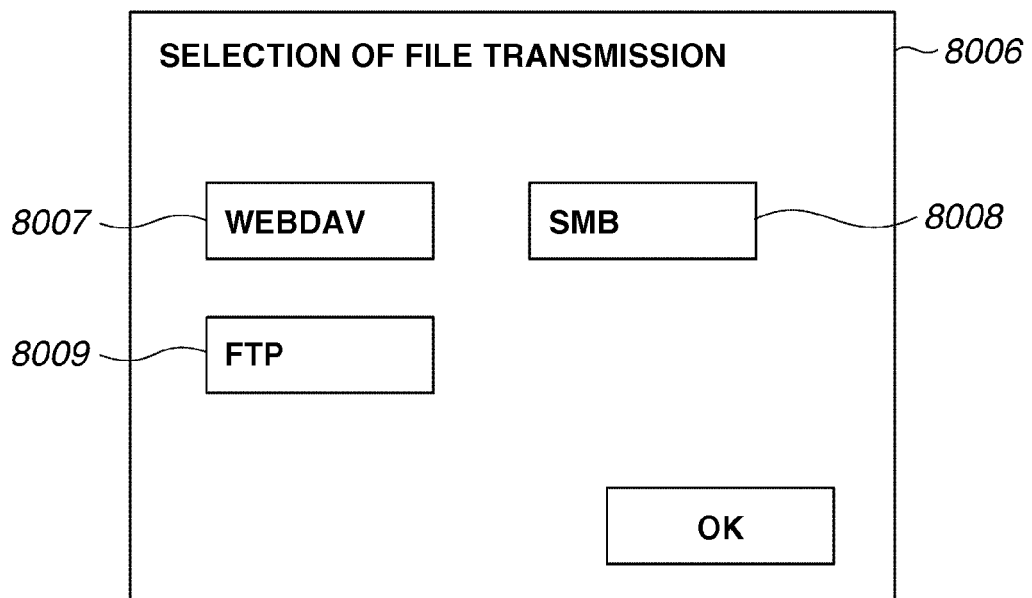 SELECTION OF FILE TRANSMISSION
8006
8007
WEBDAV
SMB
8008
8009
FTP
OK